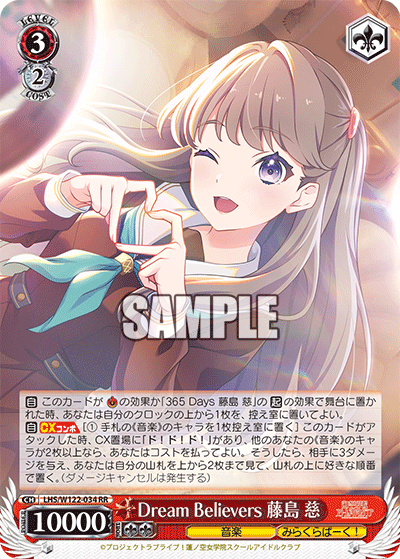 LEVEL
3
2
COST
SAMPLE
自 このカードが の効果か「365 Days 藤島 慈」の 起 の効果で舞台に置か
れた時、あなたは自分のクロックの上から1枚を、控え室に置いてよい。
自 CXコンボ [① 手札の《音楽》のキャラを1枚控え室に置く] このカードがア
タックした時、CX置場に「ド!ド!ド!」があり、他のあなたの《音楽》のキャ
ラが2枚以上なら、あなたはコストを払ってよい。そうしたら、相手に3ダメージ
を与え、あなたは自分の山札を上から2枚まで見て、山札の上に好きな順番
で置く。(ダメージキャンセルは発生する)
CH LHS/W122-034 RR
10000
Dream Believers 藤島 慈
音楽
みらくらぱーく!
©プロジェクトラブライブ!蓮ノ空女学院スクールアイドルクラブ